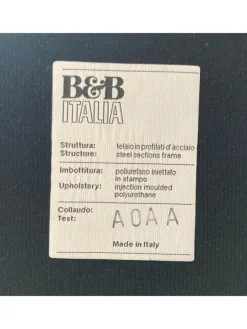 B&B
ITALIA
Struttura: telaio in profilati d'acciaio
Structure: steel sections frame
Imbottitura: poliuretano iniettato
in stampo
Upholstery: injection moulded
polyurethane
Collaudo:
Test: A0AA
Made in Italy